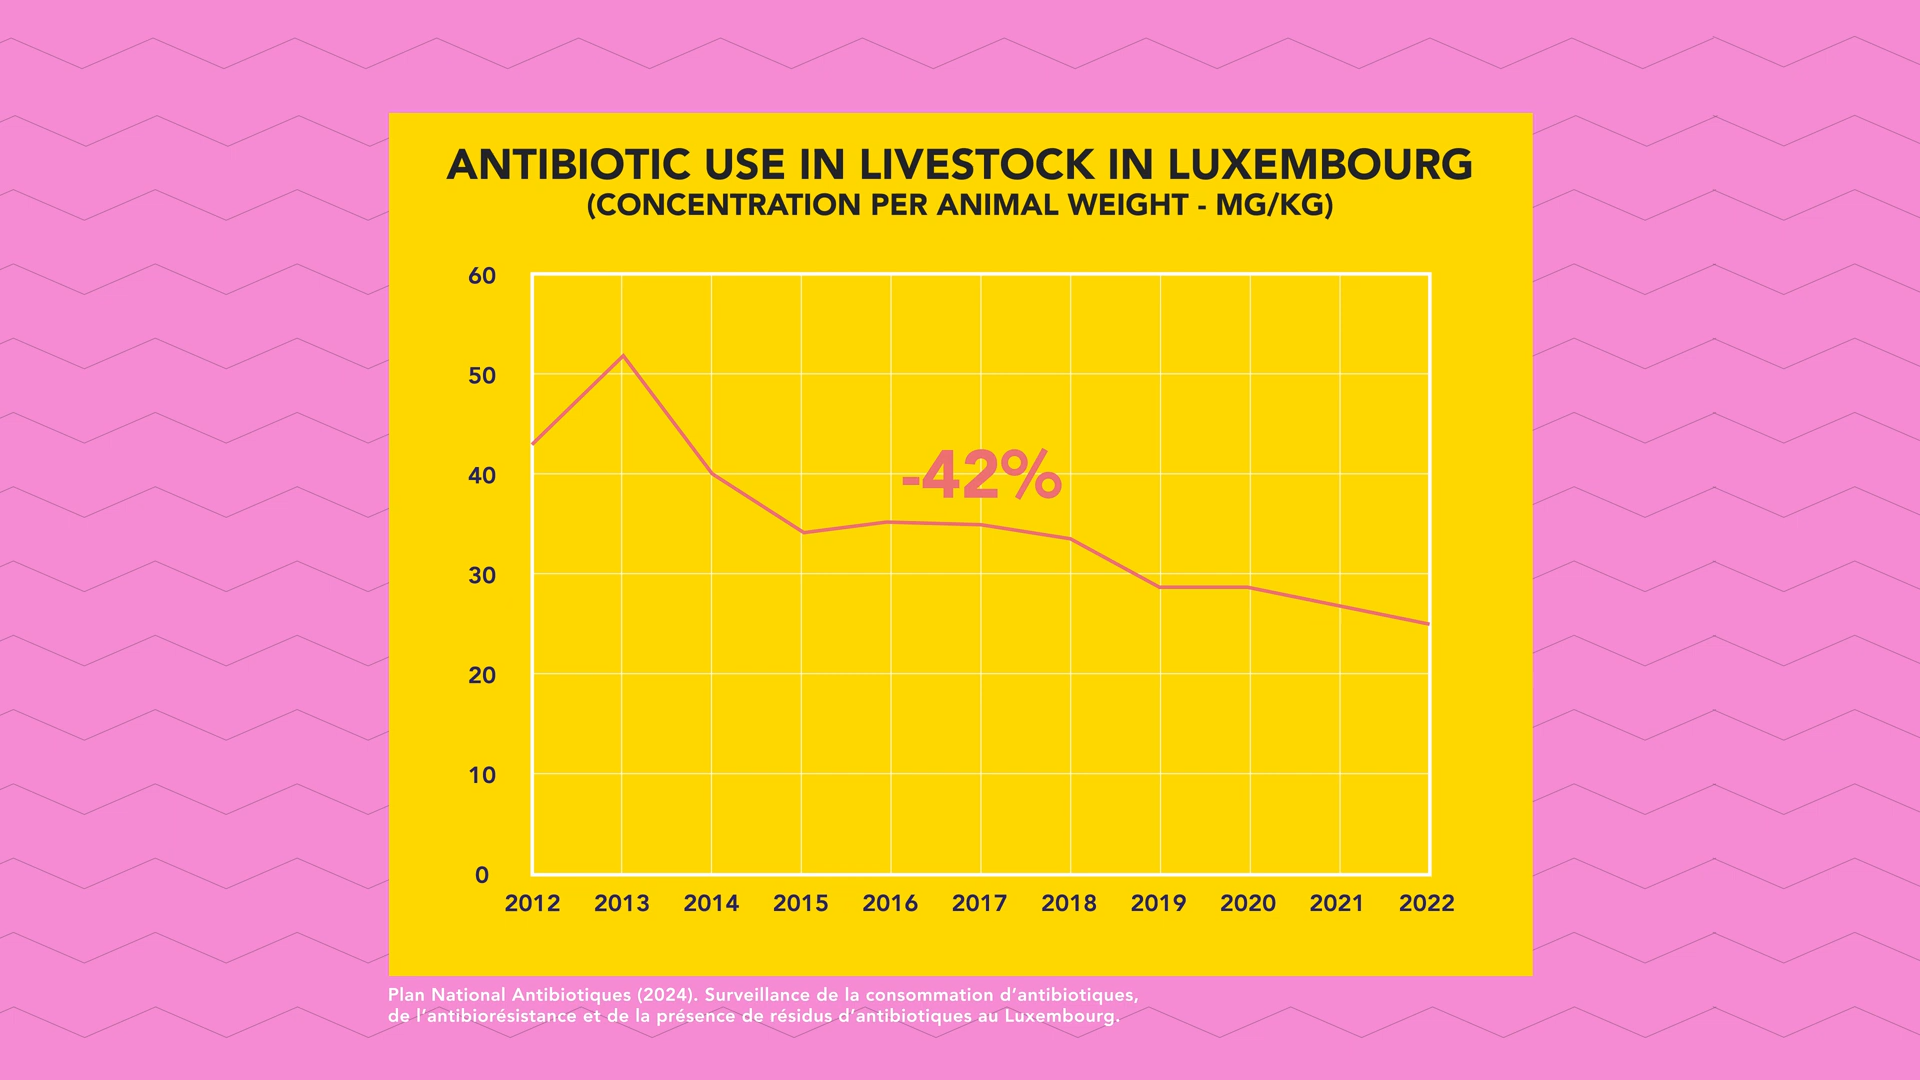 ANTIBIOTIC USE IN LIVESTOCK IN LUXEMBOURG
(CONCENTRATION PER ANIMAL WEIGHT - MG/KG)
60
50
40
30
20
10
0
-42%
2012 2013 2014 2015 2016 2017 2018 2019 2020 2021 2022
Plan National Antibiotiques (2024). Surveillance de la consommation d’antibiotiques,
de l’antibiorésistance et de la présence de résidus d’antibiotiques au Luxembourg.